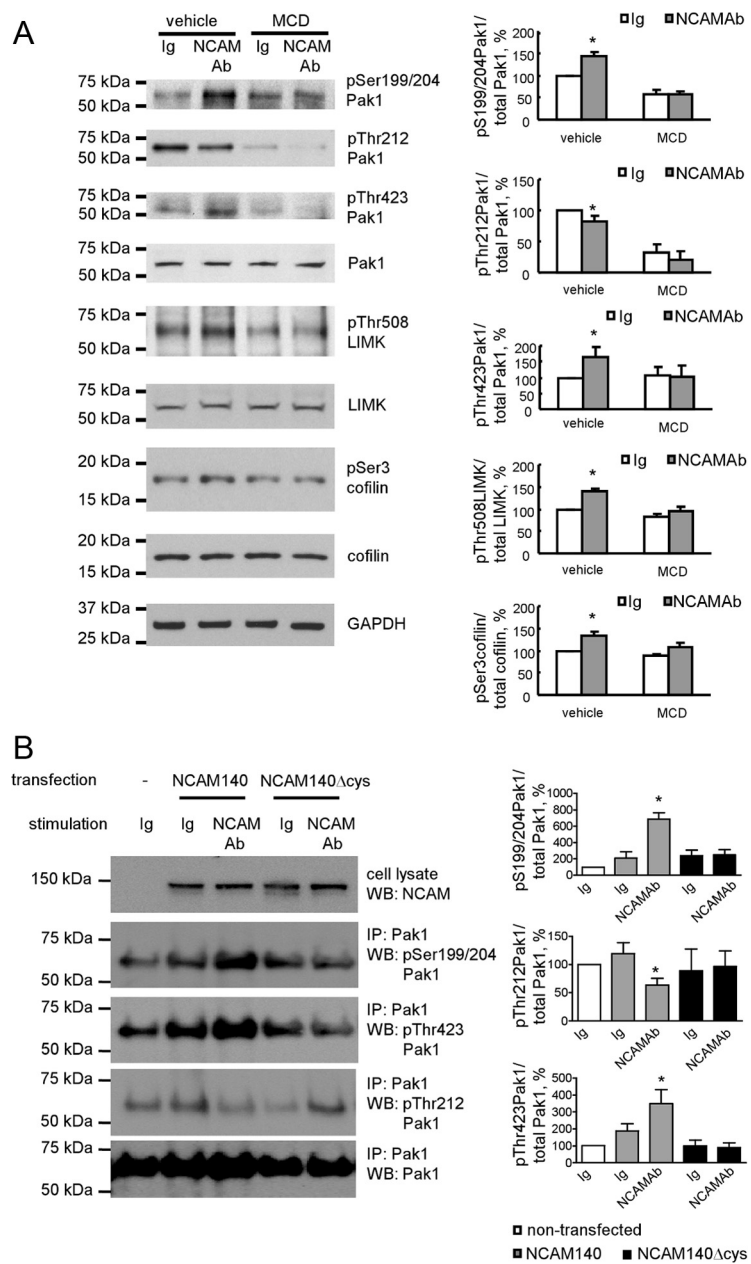 A
vehicle MCD
Ig NCAM Ab Ig NCAM Ab
75 kDa
50 kDa
pSer199/204
Pak1
75 kDa
50 kDa
pThr212
Pak1
75 kDa
50 kDa
pThr423
Pak1
75 kDa
50 kDa
Pak1
75 kDa
50 kDa
pThr508
LIMK
75 kDa
50 kDa
LIMK
20 kDa
15 kDa
pSer3
cofilin
20 kDa
15 kDa
cofilin
37 kDa
25 kDa
GAPDH
Ig NCAMAb
pS199/204Pak1/
total Pak1, %
200
150
100
50
0
*
vehicle MCD
Ig NCAMAb
pThr212Pak1/
total Pak1, %
150
100
50
0
*
vehicle MCD
Ig NCAMAb
pThr423Pak1/
total Pak1, %
200
150
100
50
0
*
vehicle MCD
Ig NCAMAb
pThr508LIMK/
total LIMK, %
200
150
100
50
0
*
vehicle MCD
Ig NCAMAb
pSer3cofilin/
total cofilin, %
200
150
100
50
0
*
vehicle MCD
B
transfection - NCAM140 NCAM140Δcys
stimulation Ig Ig NCAM Ab Ig NCAM Ab
150 kDa
cell lysate
WB: NCAM
75 kDa
50 kDa
IP: Pak1
WB: pSer199/204
Pak1
75 kDa
50 kDa
IP: Pak1
WB: pThr423
Pak1
75 kDa
50 kDa
IP: Pak1
WB: pThr212
Pak1
75 kDa
50 kDa
IP: Pak1
WB: Pak1
pS199/204Pak1/
total Pak1, %
1000
800
600
400
200
0
*
Ig Ig NCAMAb Ig NCAMAb
pThr212Pak1/
total Pak1, %
150
100
50
0
*
Ig Ig NCAMAb Ig NCAMAb
pThr423Pak1/
total Pak1, %
500
400
300
200
100
0
*
Ig Ig NCAMAb Ig NCAMAb
non-transfected
NCAM140 NCAM140Δcys